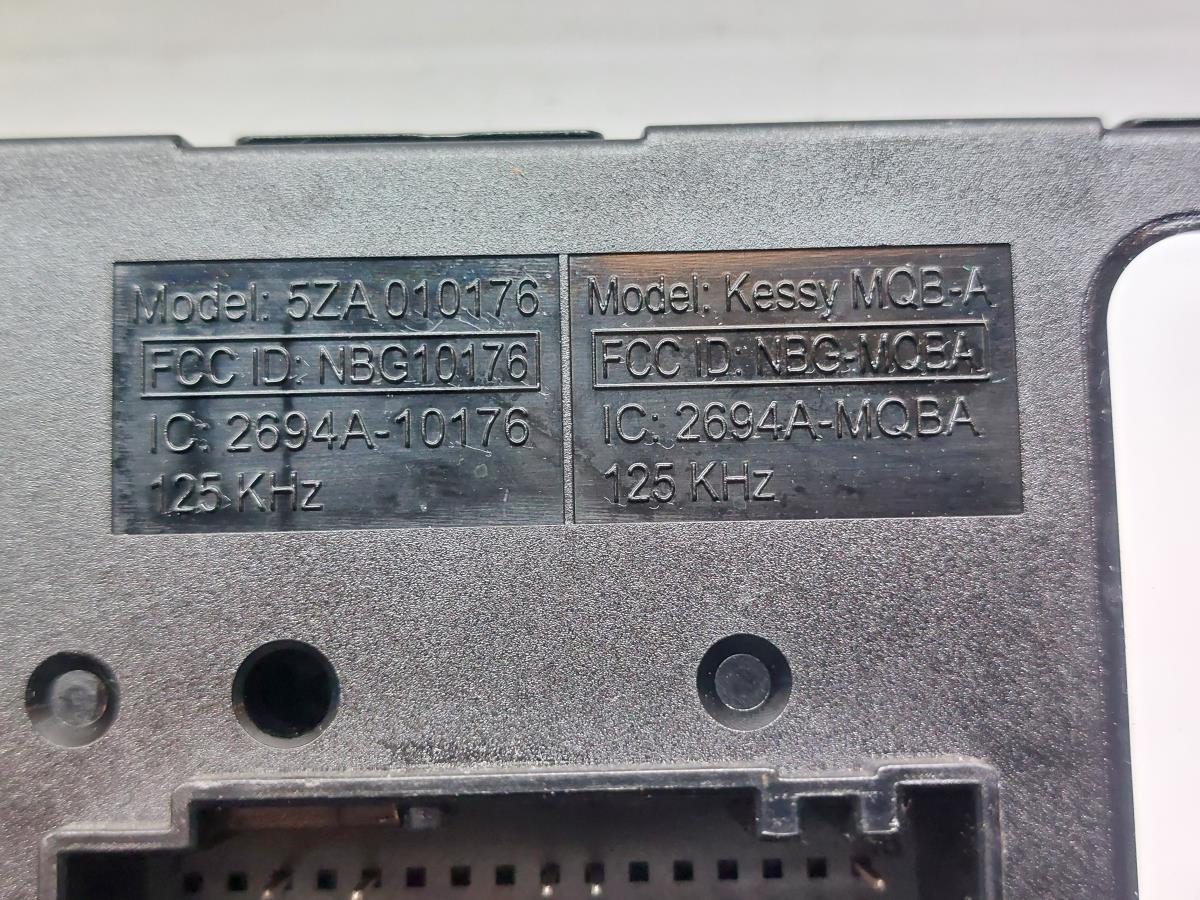 Model: 5ZA 010176
FCC ID: NBG10176
IC: 2694A-10176
125 KHz
Model: Kessy MQB-A
FCC ID: NBG-MQBA
IC: 2694A-MQBA
125 KHz